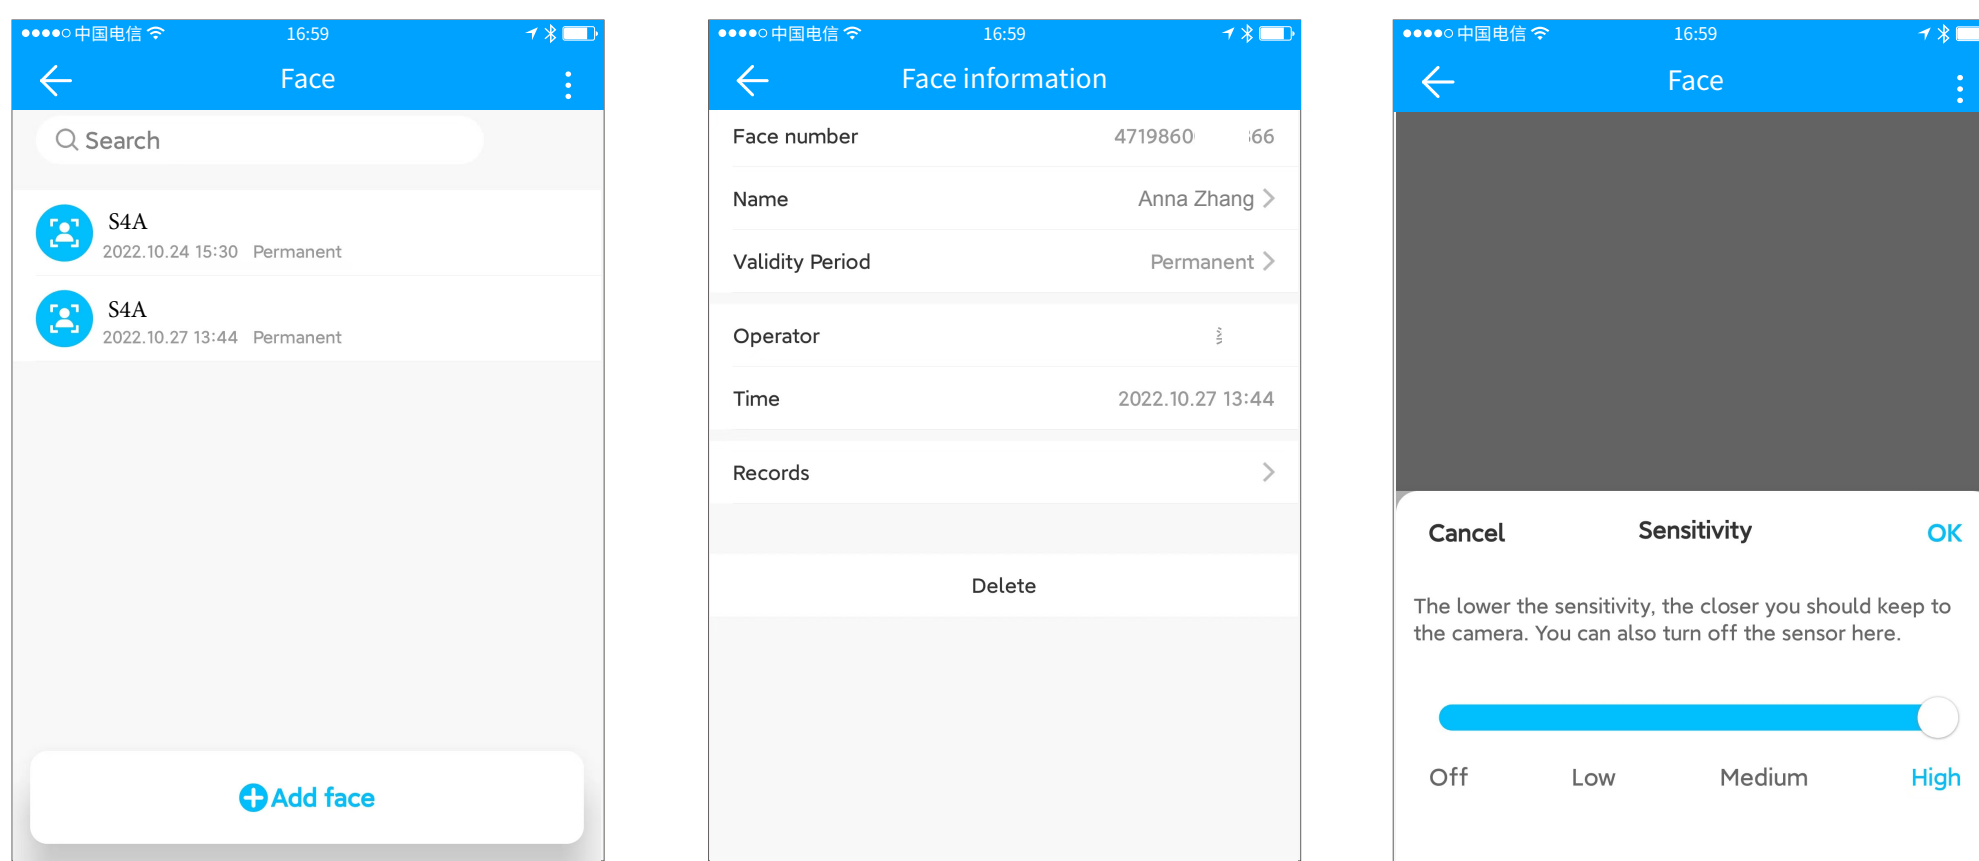 中国电信 16:59
Face
Search
S4A
2022.10.24 15:30 Permanent
S4A
2022.10.27 13:44 Permanent
Add face
中国电信 16:59
Face information
Face number 4719860 66
Name Anna Zhang
Validity Period Permanent
Operator
Time 2022.10.27 13:44
Records
Delete
中国电信 16:59
Face
Cancel Sensitivity OK
The lower the sensitivity, the closer you should keep to
the camera. You can also turn off the sensor here.
Off Low Medium High